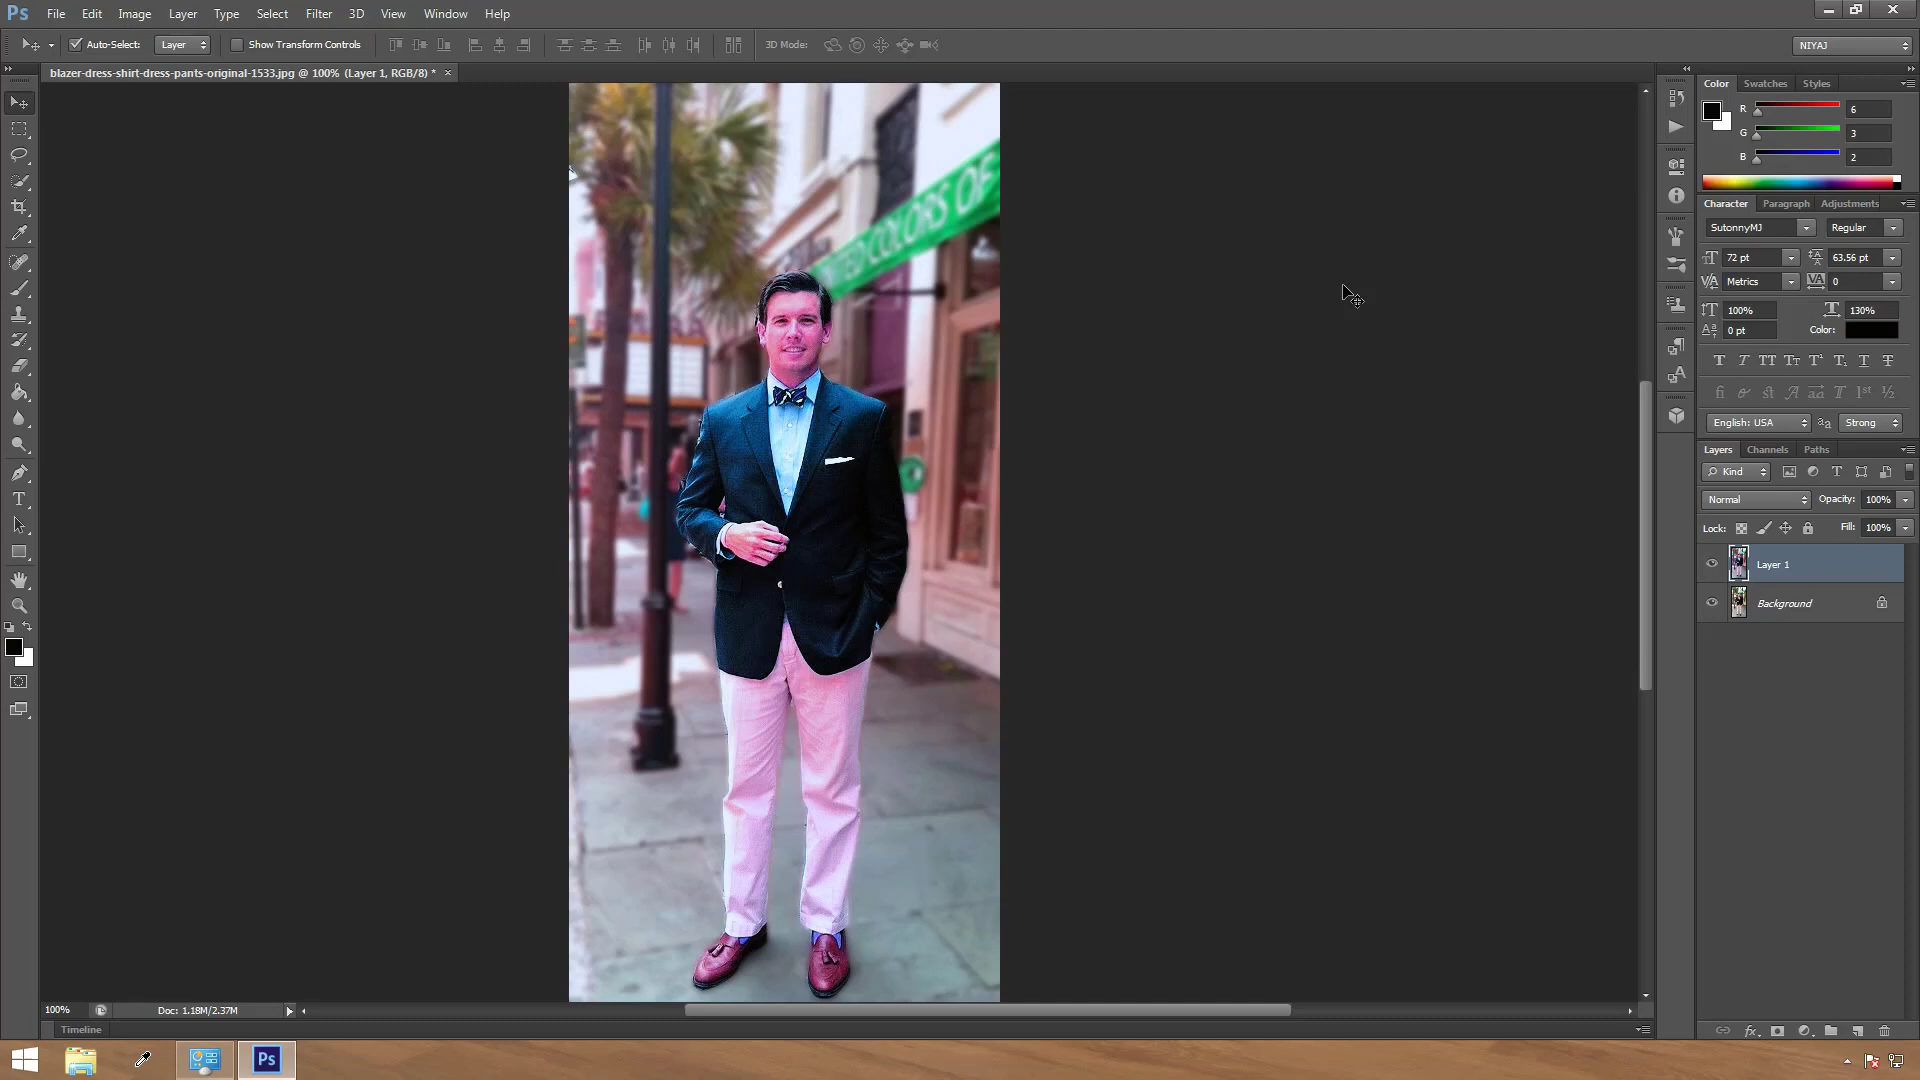 Ps File Edit Image Layer Type Select Filter 3D View Window Help
Auto-Select: Layer Show Transform Controls 3D Mode: NIYAJ
blazer-dress-shirt-dress-pants-original-1533.jpg @ 100% (Layer 1, RGB/8) * ×
Color Swatches Styles
R 6
G 3
B 2
Character Paragraph Adjustments
SutonnyMJ Regular
72 pt 63.56 pt
Metrics 0
100% 130%
0 pt Color:
English: USA aa Strong
Layers Channels Paths
Kind
Normal Opacity: 100%
Lock: Fill: 100%
Layer 1
Background
COLORS OF
100% Doc: 1.18M/2.37M
Timeline
Ps